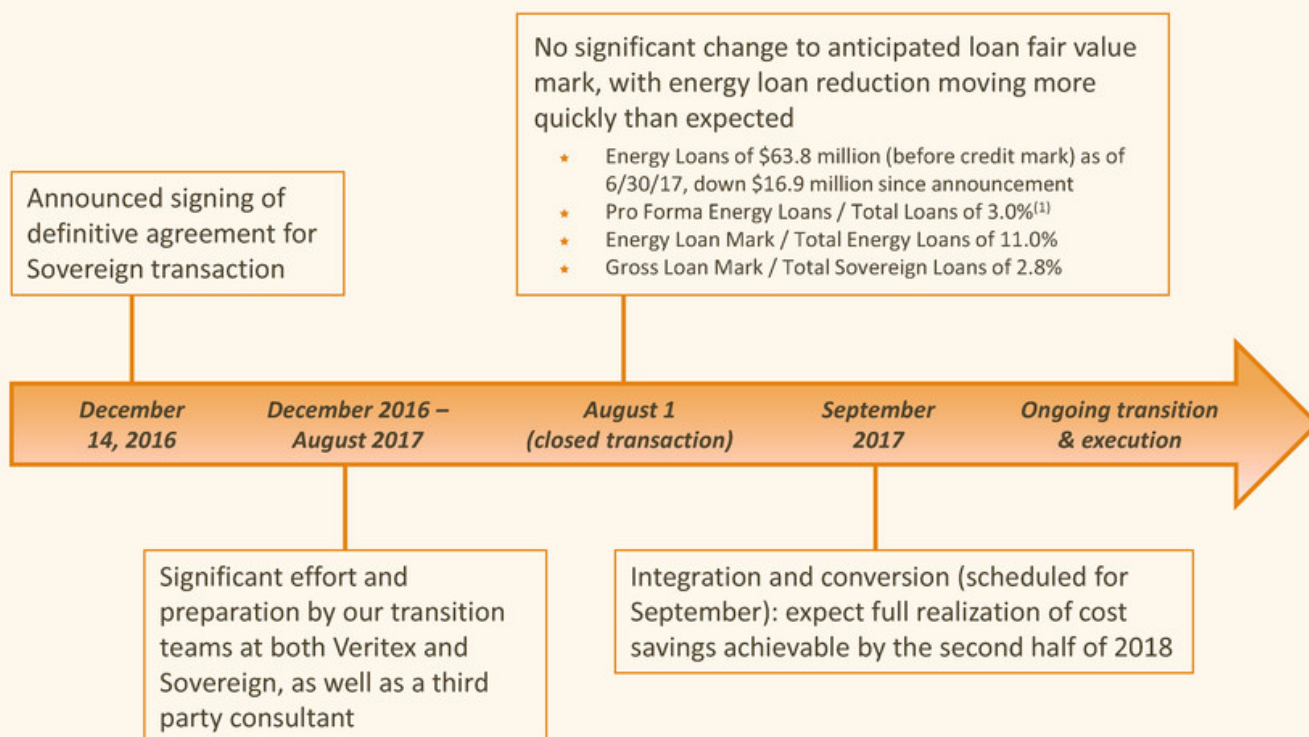 No significant change to anticipated loan fair value
mark, with energy loan reduction moving more
quickly than expected
★ Energy Loans of $63.8 million (before credit mark) as of
6/30/17, down $16.9 million since announcement
★ Pro Forma Energy Loans / Total Loans of 3.0%(1)
★ Energy Loan Mark / Total Energy Loans of 11.0%
★ Gross Loan Mark / Total Sovereign Loans of 2.8%
Announced signing of
definitive agreement for
Sovereign transaction
December
14, 2016
December 2016 –
August 2017
August 1
(closed transaction)
September
2017
Ongoing transition
& execution
Significant effort and
preparation by our transition
teams at both Veritex and
Sovereign, as well as a third
party consultant
Integration and conversion (scheduled for
September): expect full realization of cost
savings achievable by the second half of 2018